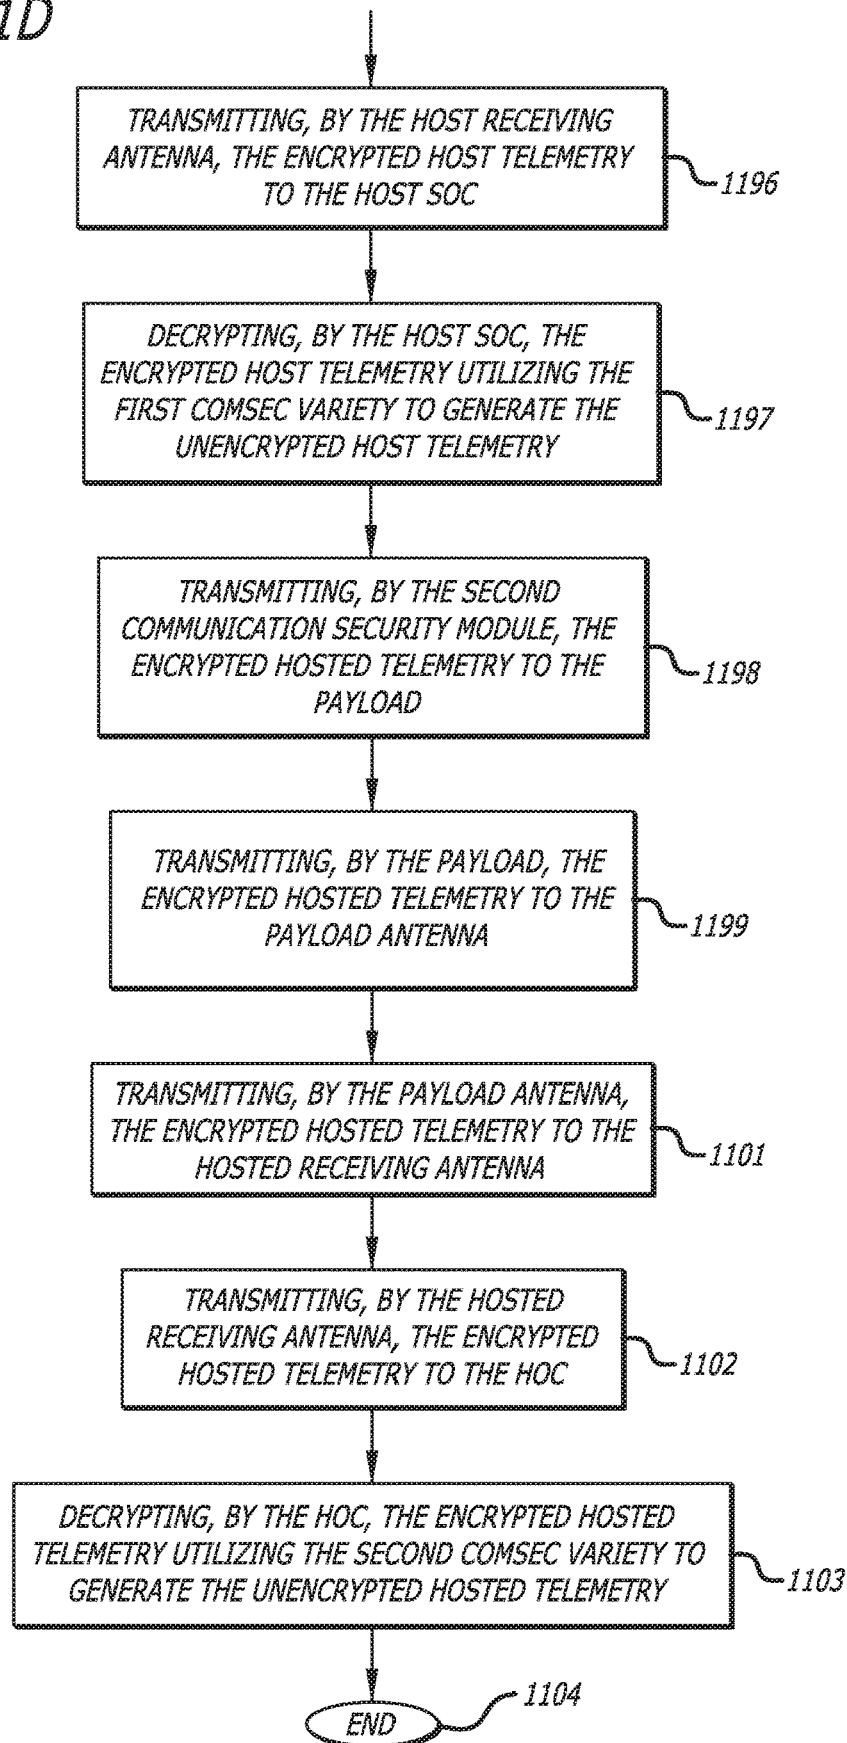 1D
TRANSMITTING, BY THE HOST RECEIVING
ANTENNA, THE ENCRYPTED HOST TELEMETRY
TO THE HOST SOC
1196
DECRYPTING, BY THE HOST SOC, THE
ENCRYPTED HOST TELEMETRY UTILIZING THE
FIRST COMSEC VARIETY TO GENERATE THE
UNENCRYPTED HOST TELEMETRY
1197
TRANSMITTING, BY THE SECOND
COMMUNICATION SECURITY MODULE, THE
ENCRYPTED HOSTED TELEMETRY TO THE
PAYLOAD
1198
TRANSMITTING, BY THE PAYLOAD, THE
ENCRYPTED HOSTED TELEMETRY TO THE
PAYLOAD ANTENNA
1199
TRANSMITTING, BY THE PAYLOAD ANTENNA,
THE ENCRYPTED HOSTED TELEMETRY TO THE
HOSTED RECEIVING ANTENNA
1101
TRANSMITTING, BY THE HOSTED
RECEIVING ANTENNA, THE ENCRYPTED
HOSTED TELEMETRY TO THE HOC
1102
DECRYPTING, BY THE HOC, THE ENCRYPTED HOSTED
TELEMETRY UTILIZING THE SECOND COMSEC VARIETY TO
GENERATE THE UNENCRYPTED HOSTED TELEMETRY
1103
END
1104